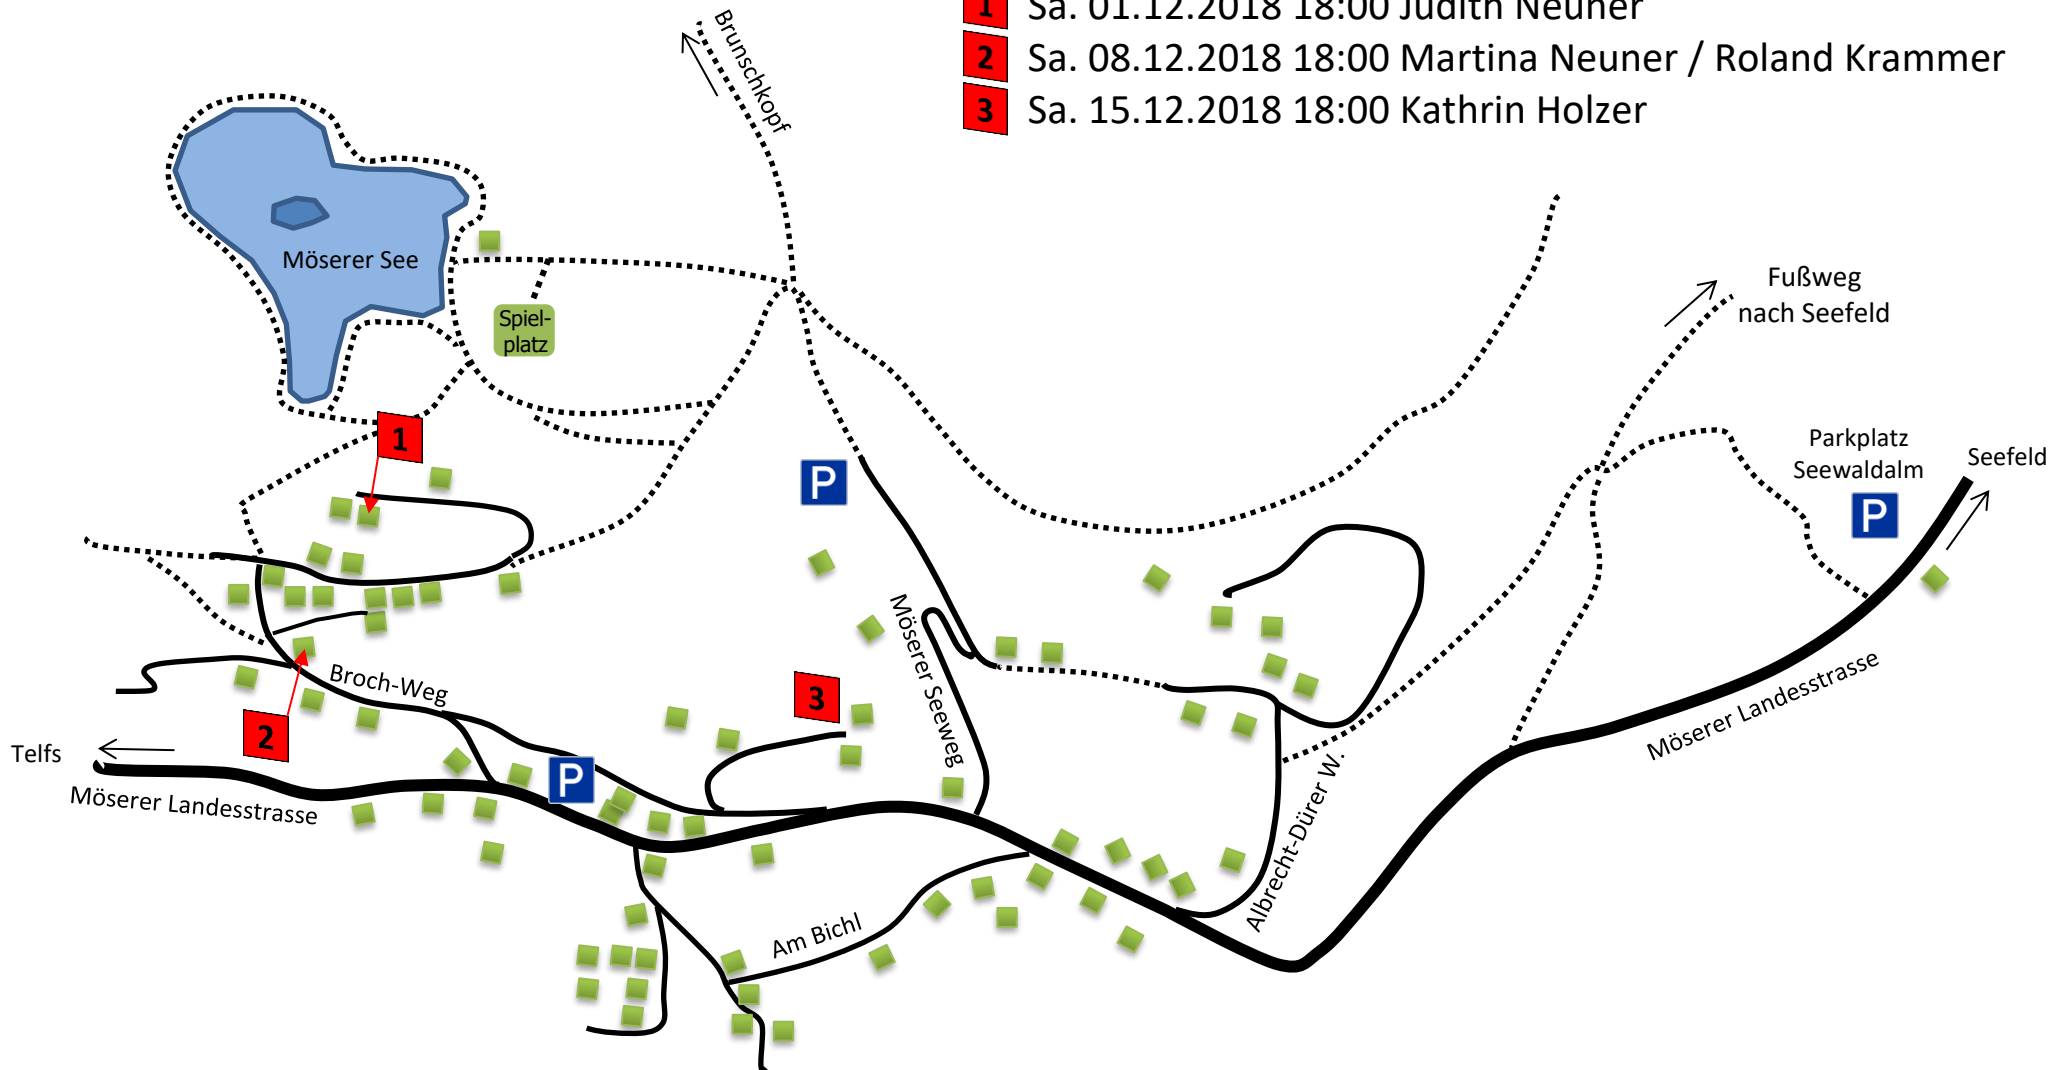 1 Sa. 01.12.2018 18:00 Judith Neuner
2 Sa. 08.12.2018 18:00 Martina Neuner / Roland Krammer
3 Sa. 15.12.2018 18:00 Kathrin Holzer
Brunschkopf
Möserer See
Spiel-
platz
Fußweg
nach Seefeld
Parkplatz
Seewaldalm
P
Seefeld
1
P
Möserer Seeweg
Broch-Weg
2
3
Telfs
P
Möserer Landesstrasse
Möserer Landesstrasse
Albrecht-Dürer W.
Am Bichl